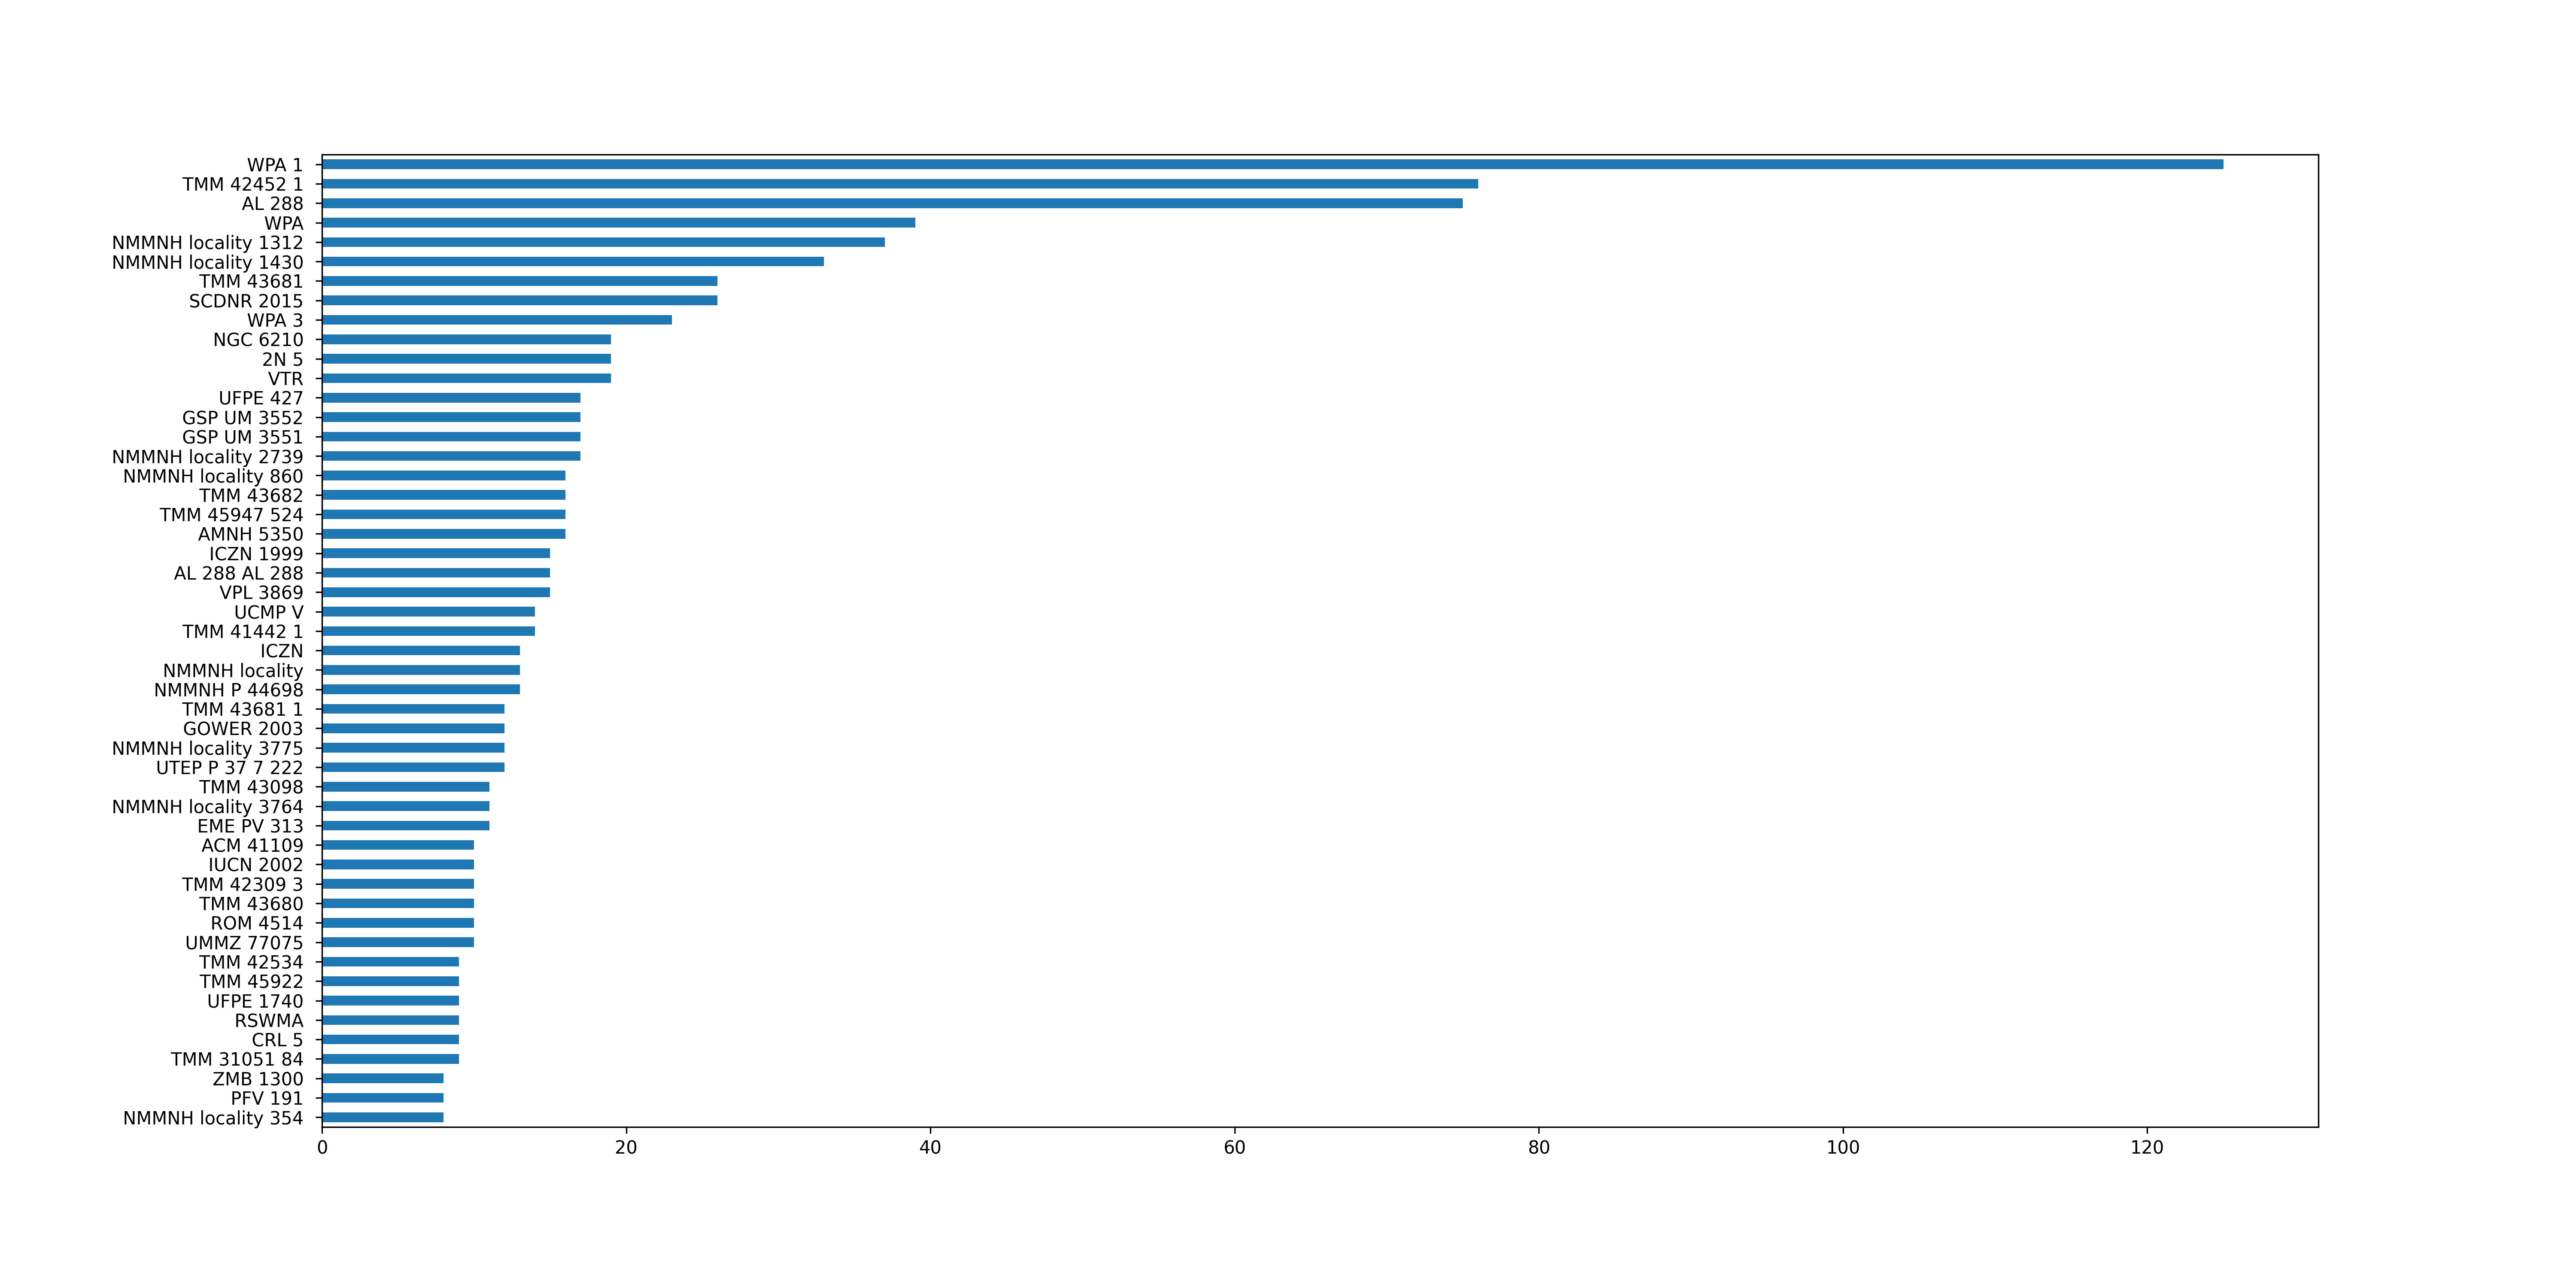 WPA 1
TMM 42452 1
AL 288
WPA
NMMNH locality 1312
NMMNH locality 1430
TMM 43681
SCDNR 2015
WPA 3
NGC 6210
2N 5
VTR
UFPE 427
GSP UM 3552
GSP UM 3551
NMMNH locality 2739
NMMNH locality 860
TMM 43682
TMM 45947 524
AMNH 5350
ICZN 1999
AL 288 AL 288
VPL 3869
UCMP V
TMM 41442 1
ICZN
NMMNH locality
NMMNH P 44698
TMM 43681 1
GOWER 2003
NMMNH locality 3775
UTEP P 37 7 222
TMM 43098
NMMNH locality 3764
EME PV 313
ACM 41109
IUCN 2002
TMM 42309 3
TMM 43680
ROM 4514
UMMZ 77075
TMM 42534
TMM 45922
UFPE 1740
RSWMA
CRL 5
TMM 31051 84
ZMB 1300
PFV 191
NMMNH locality 354
0 20 40 60 80 100 120